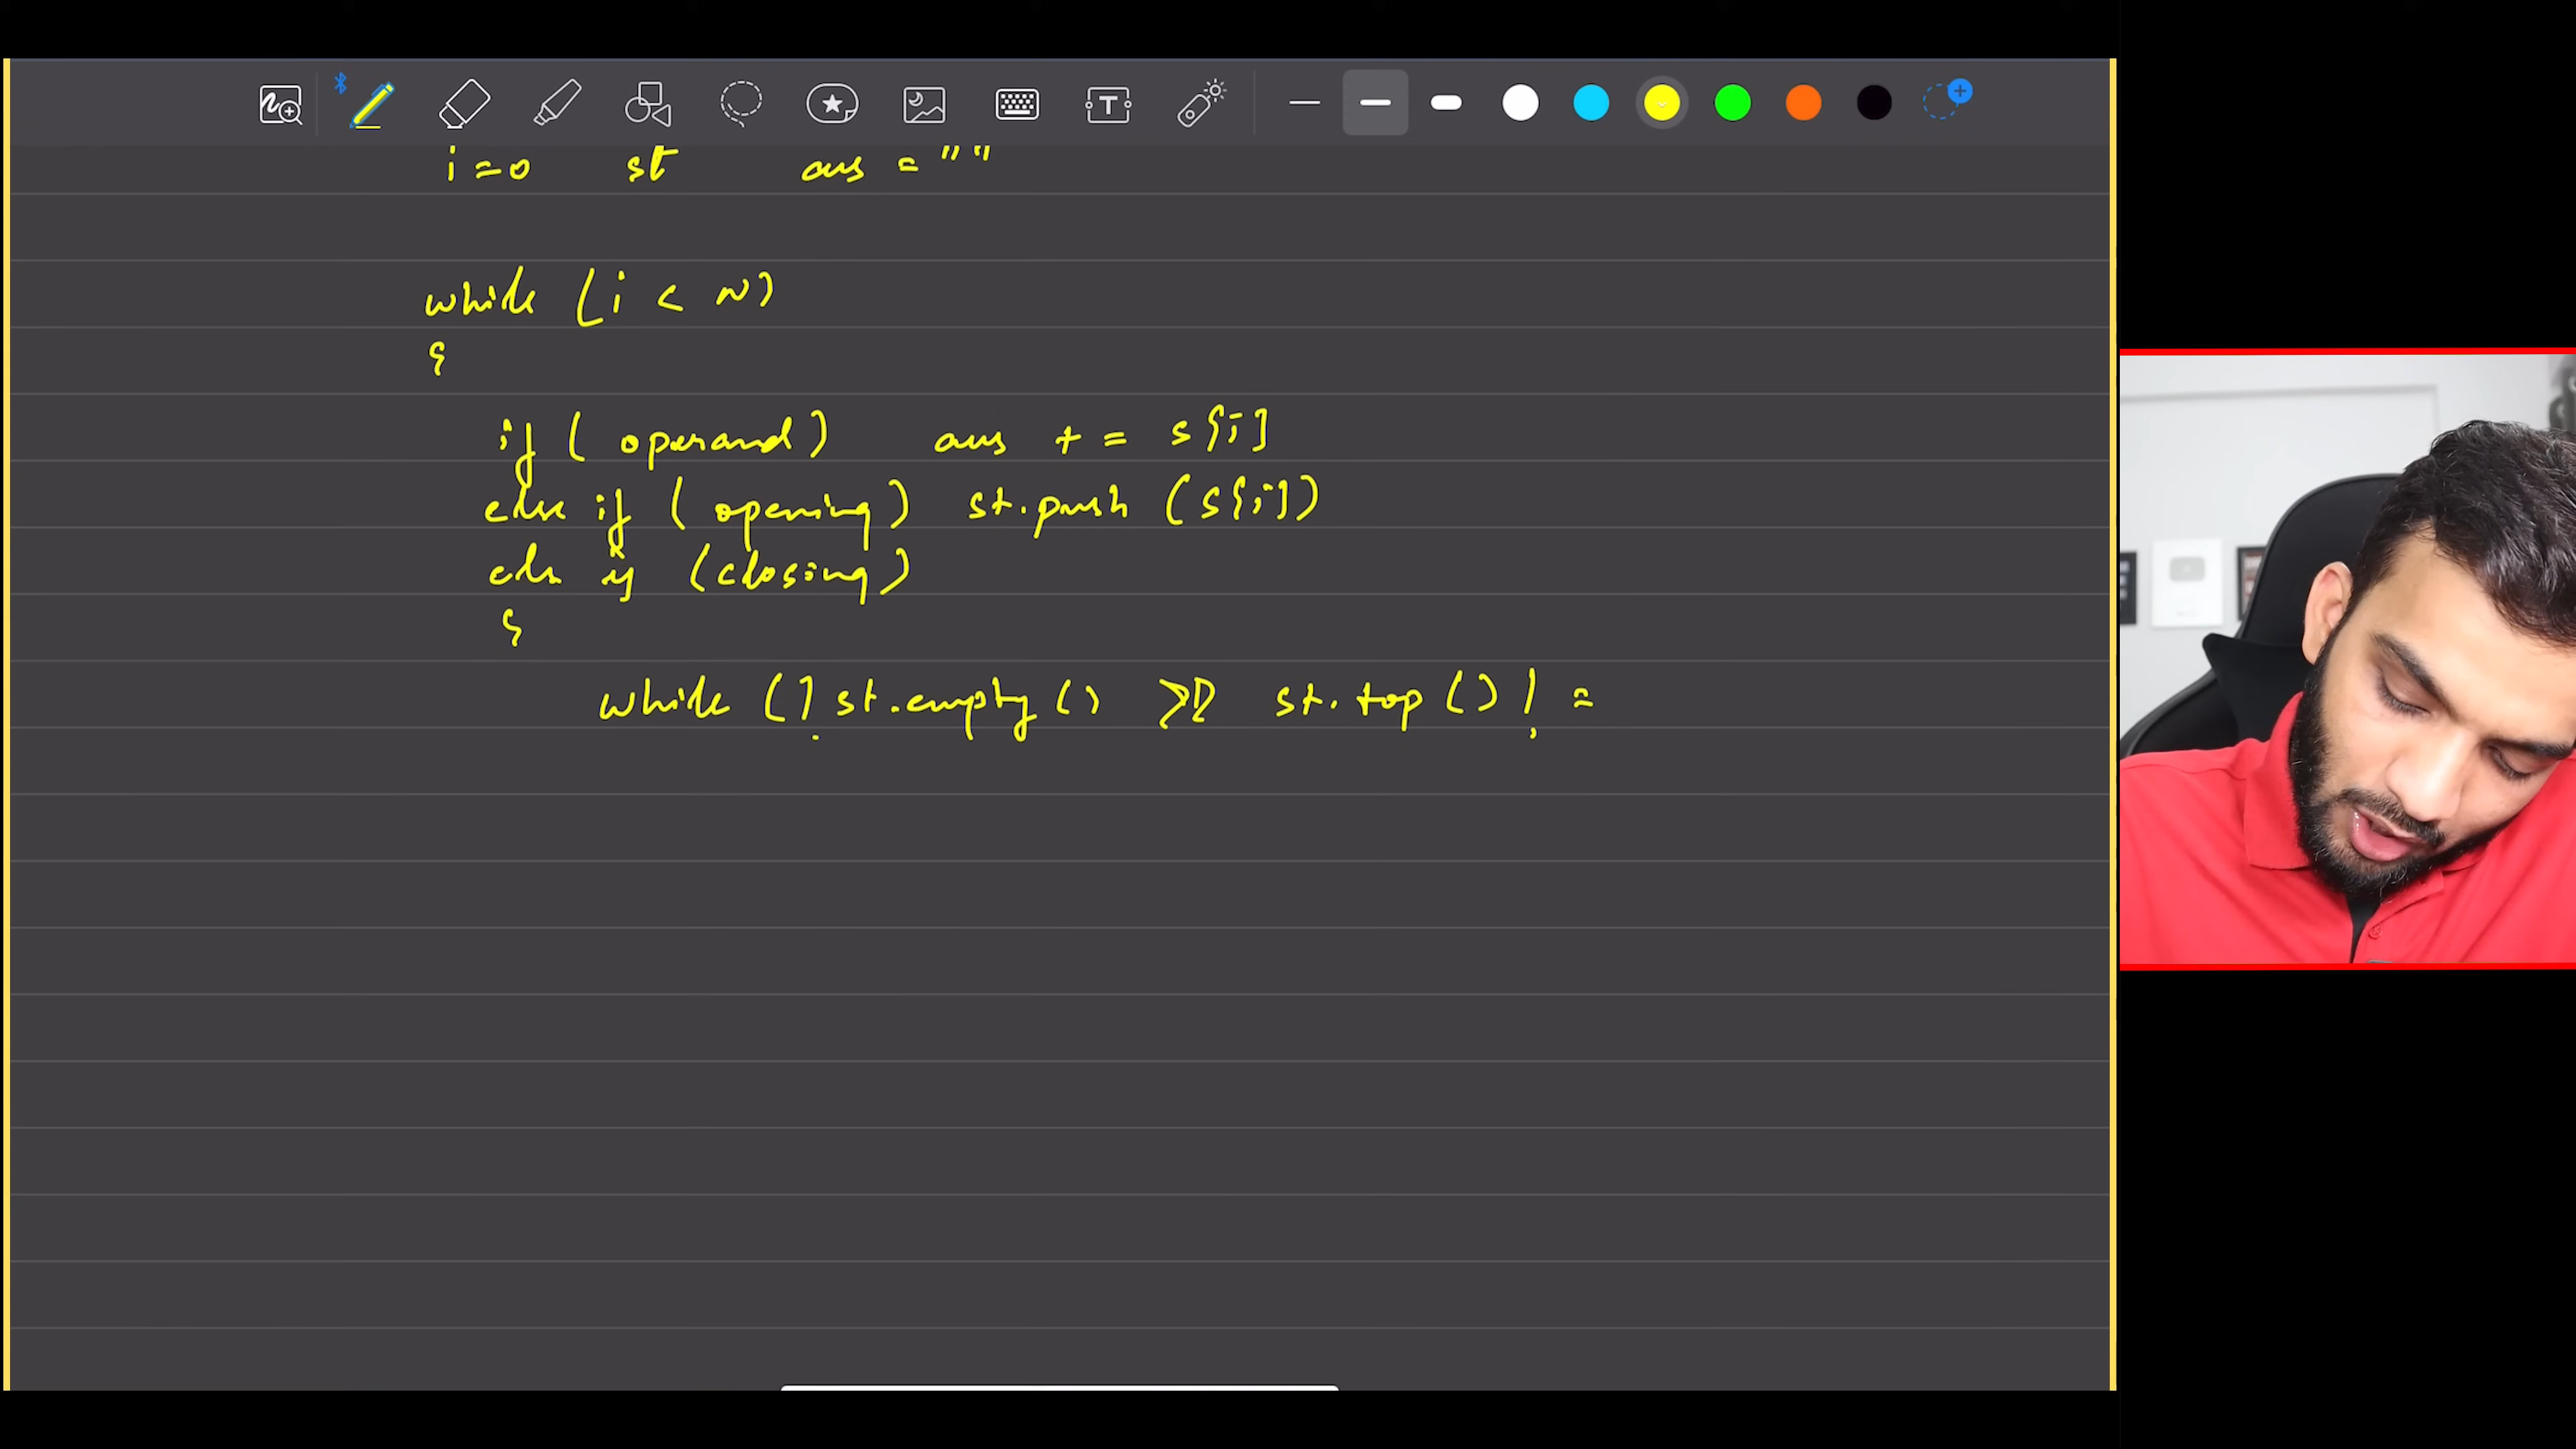 i = 0 st ans = " "
while (i < N)
{
if ( operand) ans + = s[i]
else if ( opening) st.push (s[i])
else if (closing)
{
while (! st.empty () && st.top () ! =